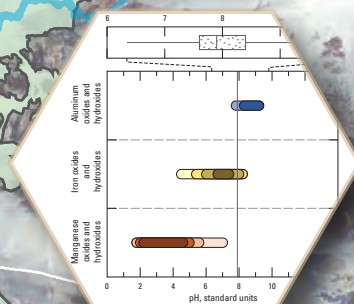 6 7 8
Aluminum
oxides and
hydroxides
Iron oxides
and
hydroxides
Manganese
oxides and
hydroxides
0 2 4 6 8 10
pH, standard units